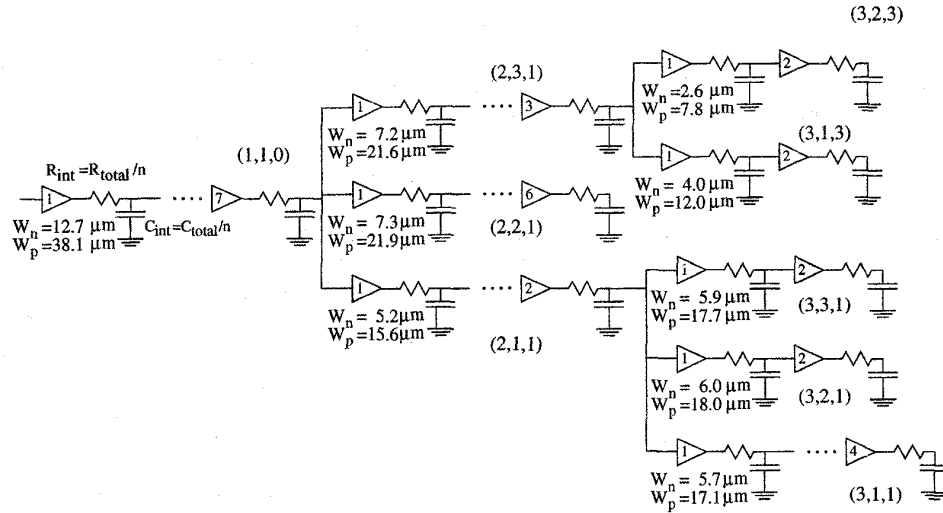 (3,2,3)
(2,3,1)
1
2
1
3
W_n = 2.6 μm
W_p = 7.8 μm
W_n = 7.2 μm
W_p = 21.6 μm
(3,1,3)
(1,1,0)
1
2
R_int = R_total/n
W_n = 4.0 μm
W_p = 12.0 μm
1
7
1
6
W_n = 12.7 μm
W_p = 38.1 μm
C_int = C_total/n
W_n = 7.3 μm
W_p = 21.9 μm
(2,2,1)
i
2
1
2
W_n = 5.9 μm
W_p = 17.7 μm
(3,3,1)
W_n = 5.2 μm
W_p = 15.6 μm
(2,1,1)
1
2
W_n = 6.0 μm
W_p = 18.0 μm
(3,2,1)
1
4
W_n = 5.7 μm
W_p = 17.1 μm
(3,1,1)